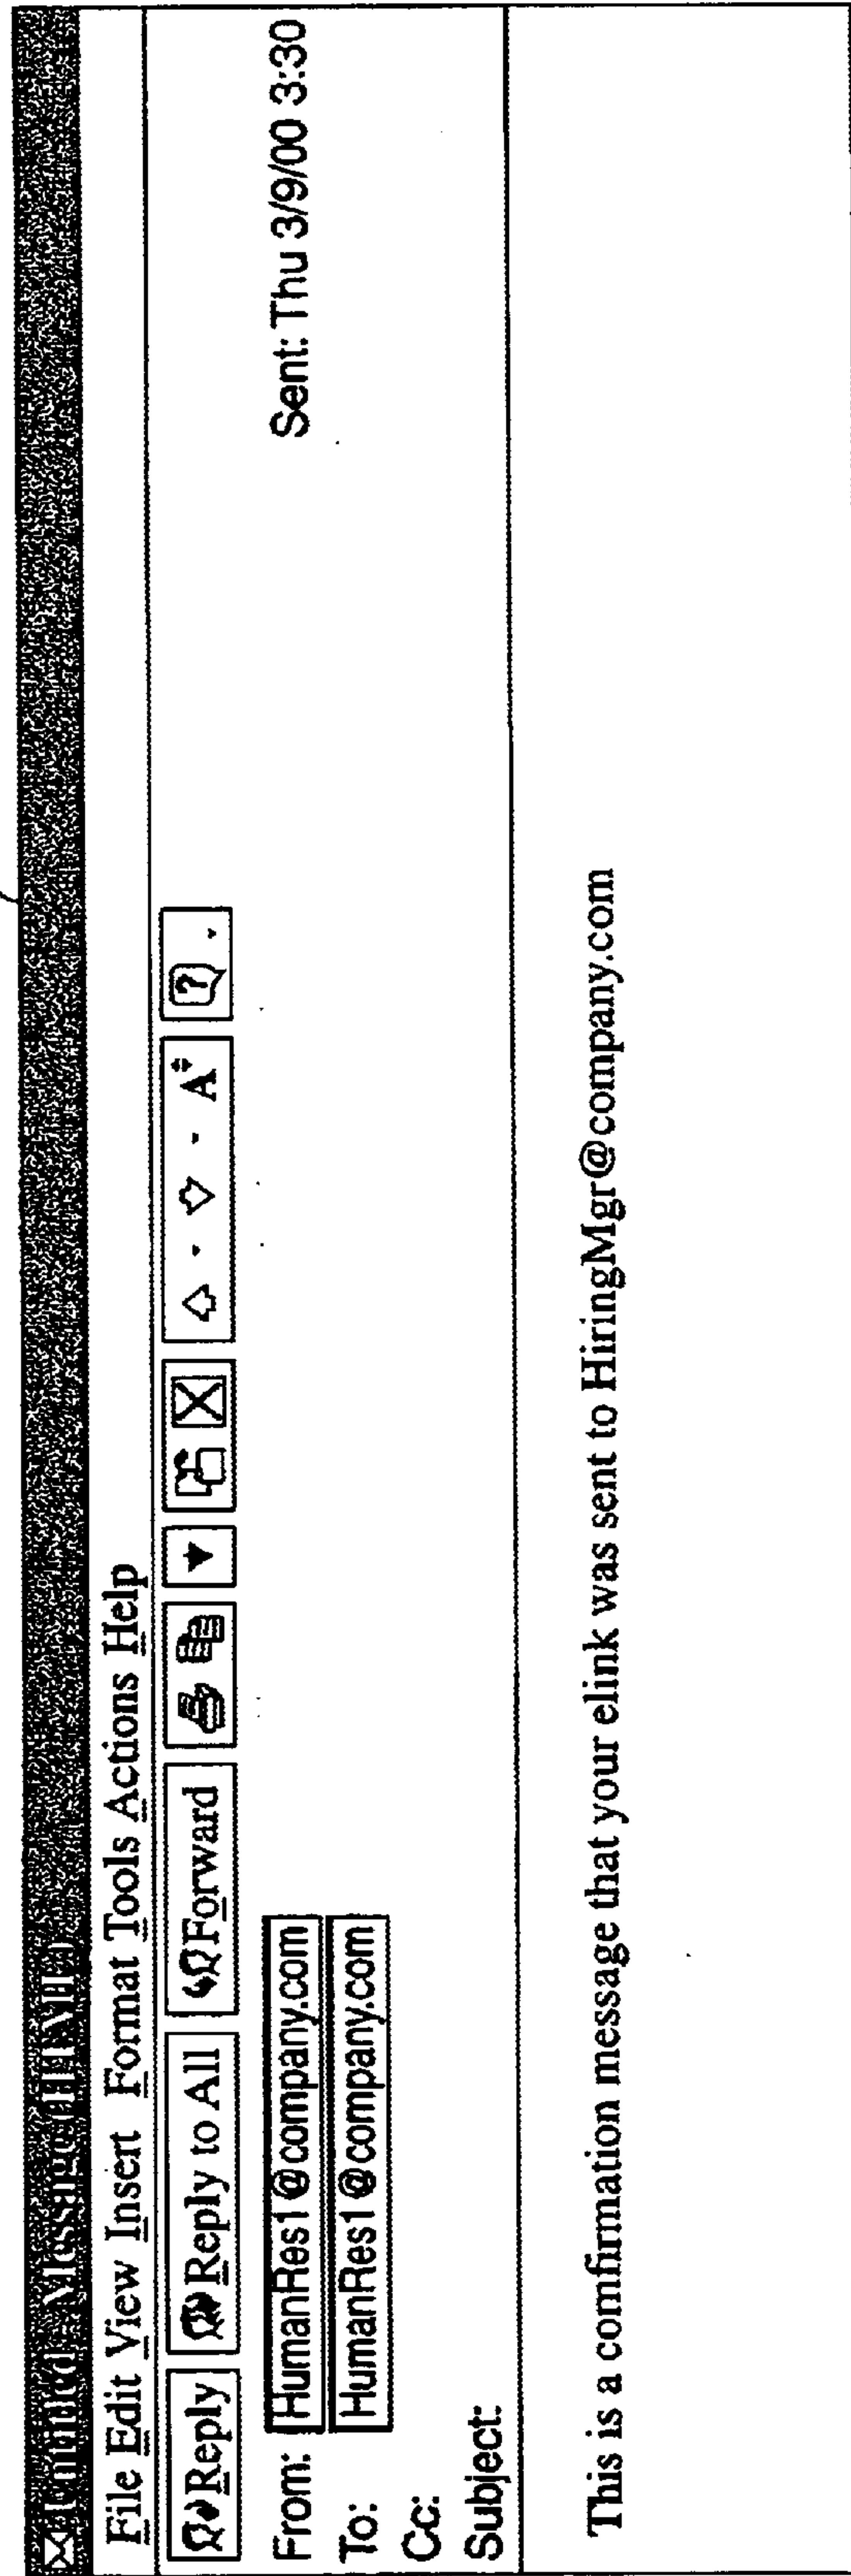 Untitled - Message (HTML)
File Edit View Insert Format Tools Actions Help
Reply Reply to All Forward A ?
From: HumanRes1@company.com Sent: Thu 3/9/00 3:30
To: HumanRes1@company.com
Cc:
Subject:
This is a comfirmation message that your elink was sent to HiringMgr@company.com